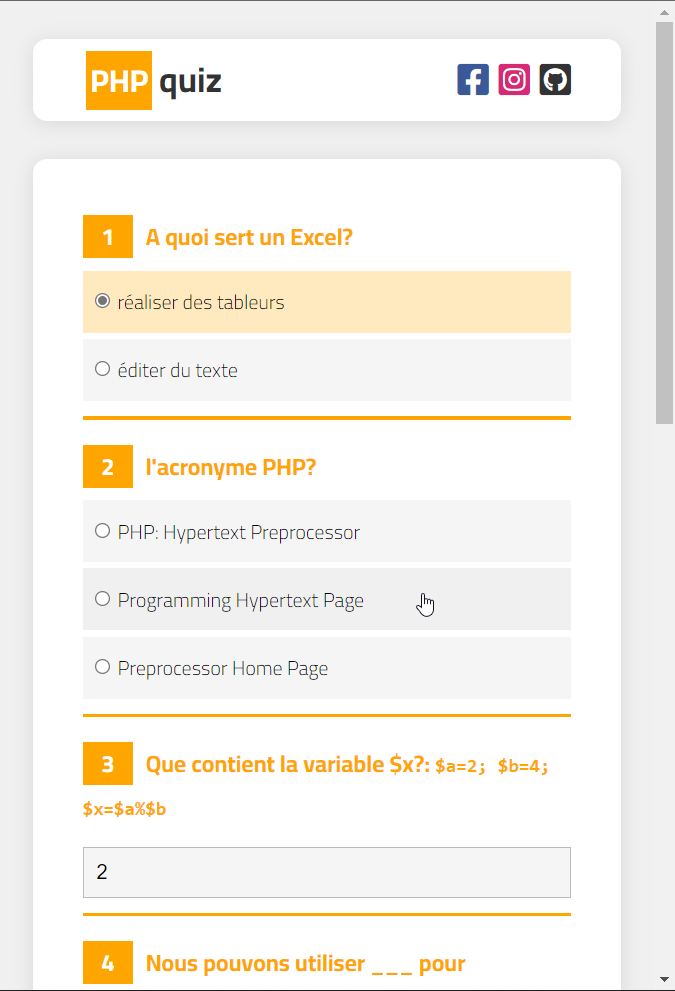 PHP quiz
1 A quoi sert un Excel?
réaliser des tableurs
éditer du texte
2 l'acronyme PHP?
PHP: Hypertext Preprocessor
Programming Hypertext Page
Preprocessor Home Page
3 Que contient la variable $x?: $a=2; $b=4;
$x=$a%$b
2
4 Nous pouvons utiliser ___ pour